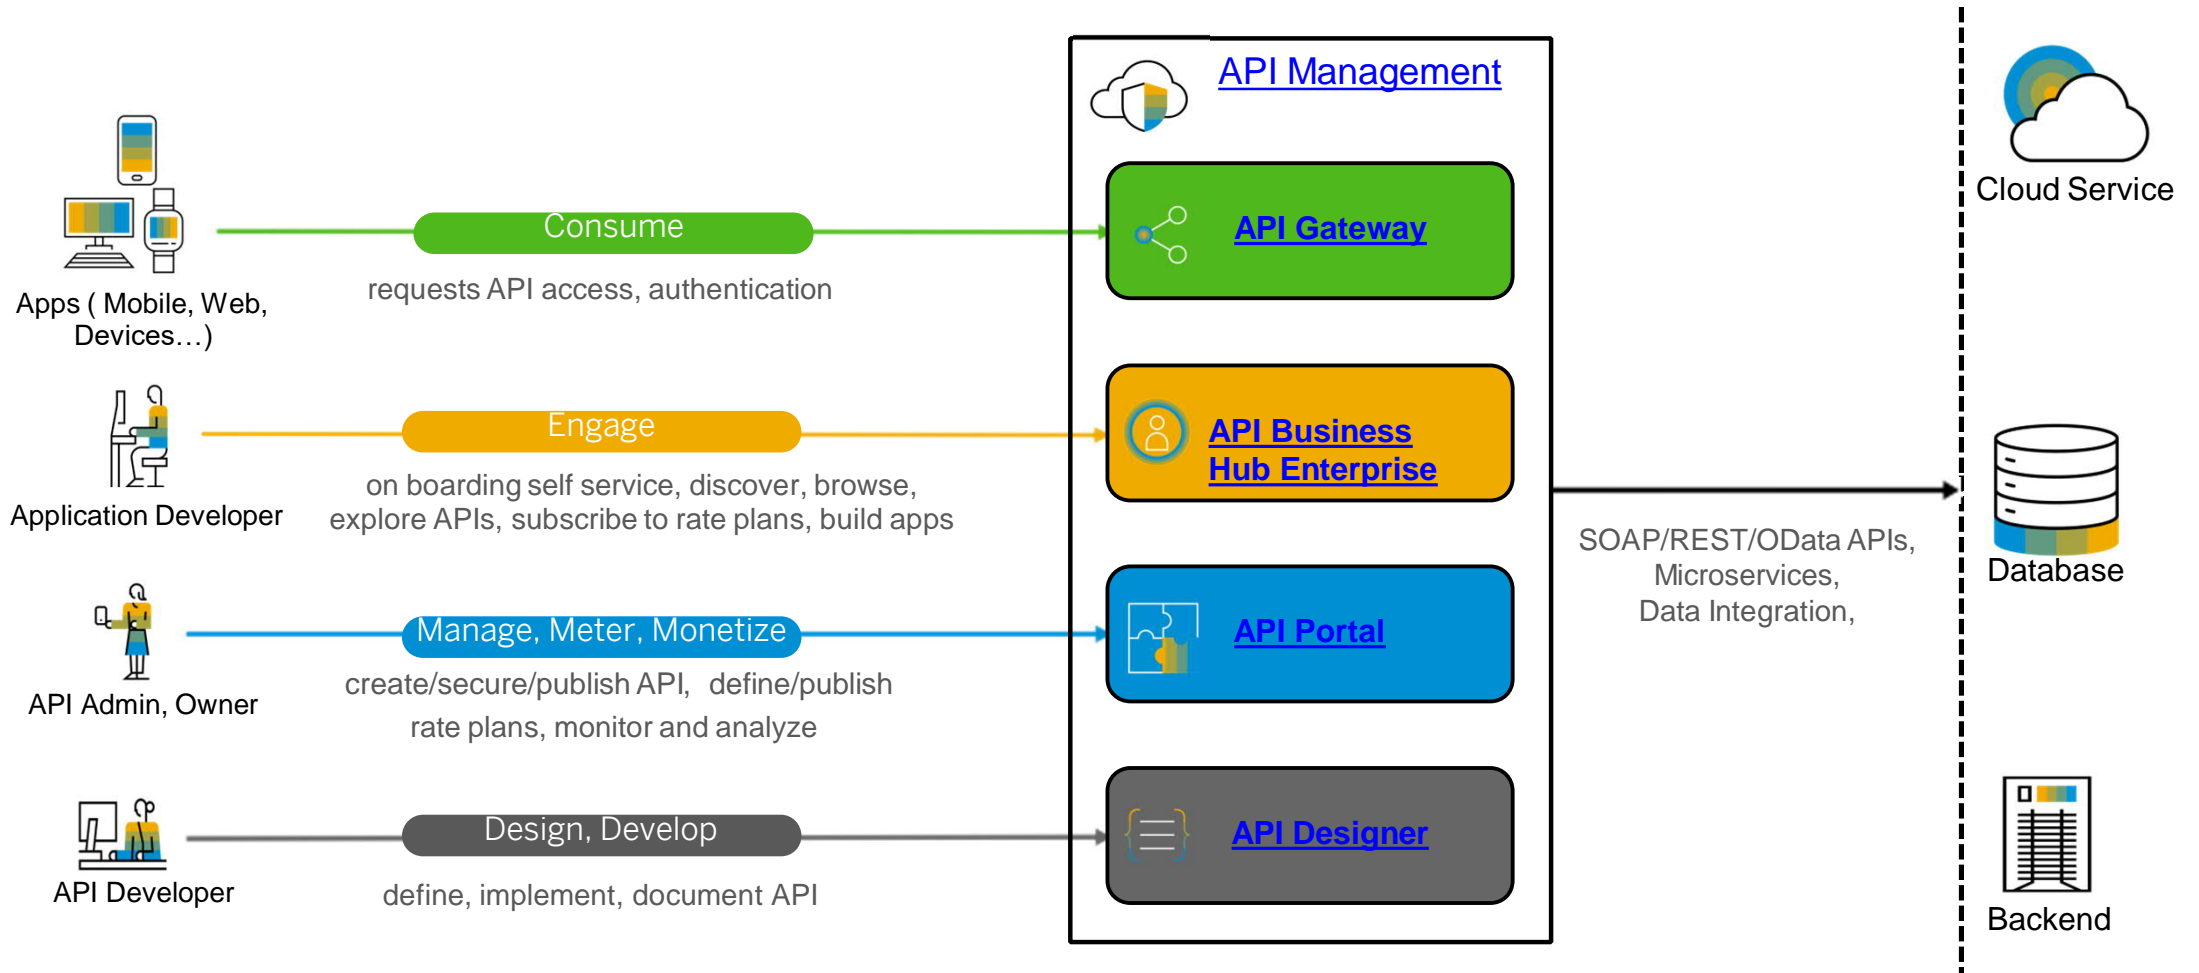 API Management
Cloud Service
Consume
API Gateway
requests API access, authentication
Apps ( Mobile, Web,
Devices…)
Engage
API Business
Hub Enterprise
on boarding self service, discover, browse,
explore APIs, subscribe to rate plans, build apps
Application Developer
SOAP/REST/OData APIs,
Microservices,
Data Integration,
Database
Manage, Meter, Monetize
API Portal
create/secure/publish API, define/publish
rate plans, monitor and analyze
API Admin, Owner
Design, Develop
API Designer
define, implement, document API
API Developer
Backend